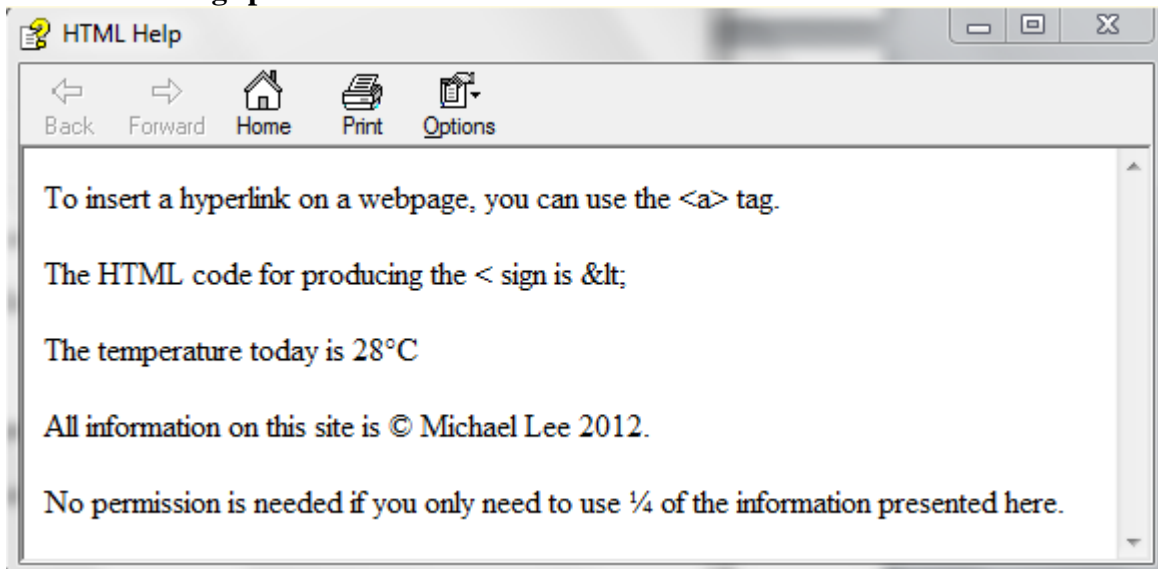 HTML Help
Back Forward Home Print Options
To insert a hyperlink on a webpage, you can use the <a> tag.
The HTML code for producing the < sign is &lt;
The temperature today is 28°C
All information on this site is © Michael Lee 2012.
No permission is needed if you only need to use ¼ of the information presented here.